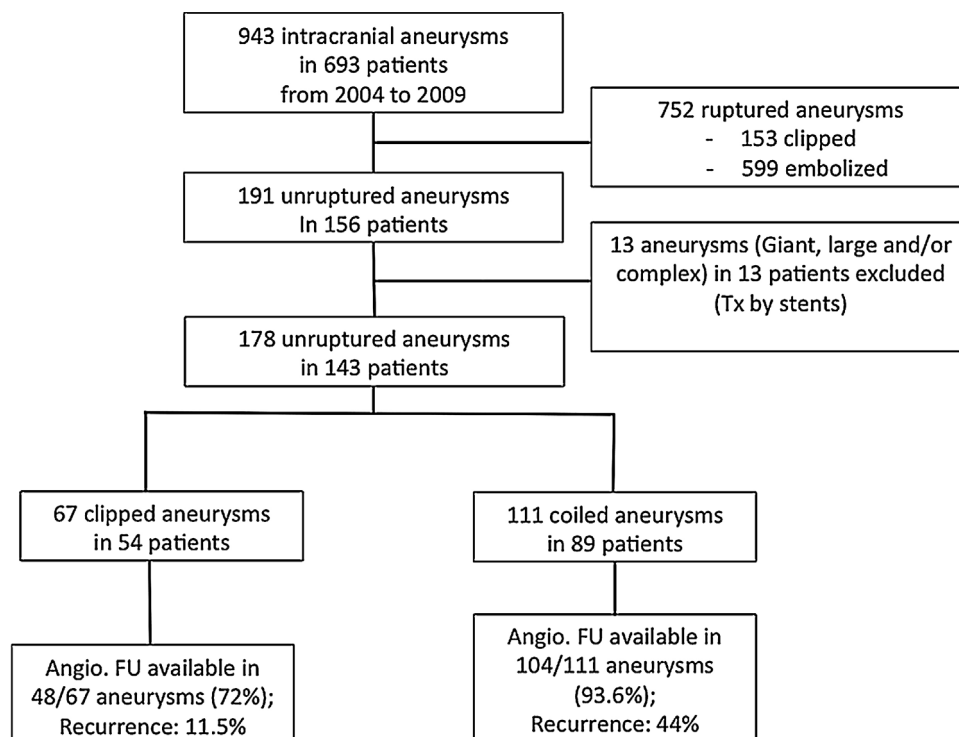 943 intracranial aneurysms
in 693 patients
from 2004 to 2009
752 ruptured aneurysms
- 153 clipped
- 599 embolized
191 unruptured aneurysms
In 156 patients
13 aneurysms (Giant, large and/or
complex) in 13 patients excluded
(Tx by stents)
178 unruptured aneurysms
in 143 patients
67 clipped aneurysms
in 54 patients
111 coiled aneurysms
in 89 patients
Angio. FU available in
48/67 aneurysms (72%);
Recurrence: 11.5%
Angio. FU available in
104/111 aneurysms
(93.6%);
Recurrence: 44%